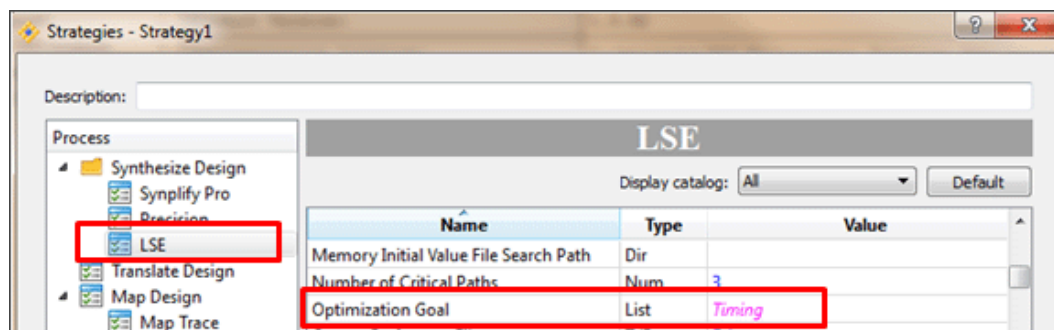 Strategies - Strategy1
?
Description:
Process
Synthesize Design
Synplify Pro
Precision
LSE
Translate Design
Map Design
Map Trace
LSE
Display catalog: All Default
Name Type Value
Memory Initial Value File Search Path Dir
Number of Critical Paths Num 3
Optimization Goal List Timing